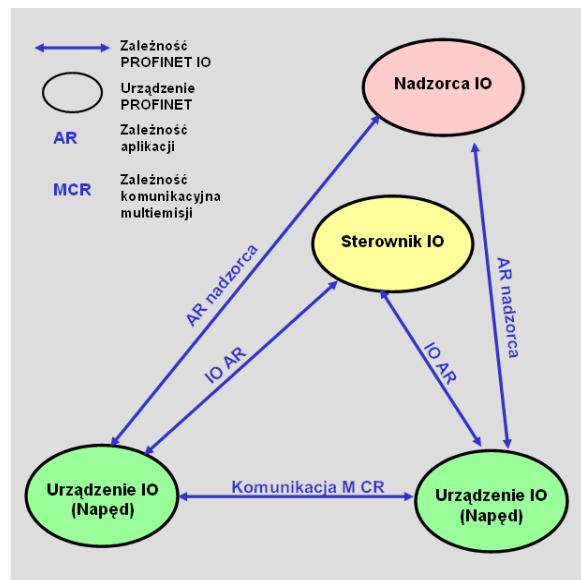 Zależność
PROFINET IO
Urządzenie
PROFINET
AR
Zależność
aplikacji
MCR
Zależność
komunikacyjna
multiemisji
Nadzorca IO
Sterownik IO
AR nadzorca
AR nadzorca
IO AR
IO AR
Komunikacja M CR
Urządzenie IO
(Napęd)
Urządzenie IO
(Napęd)